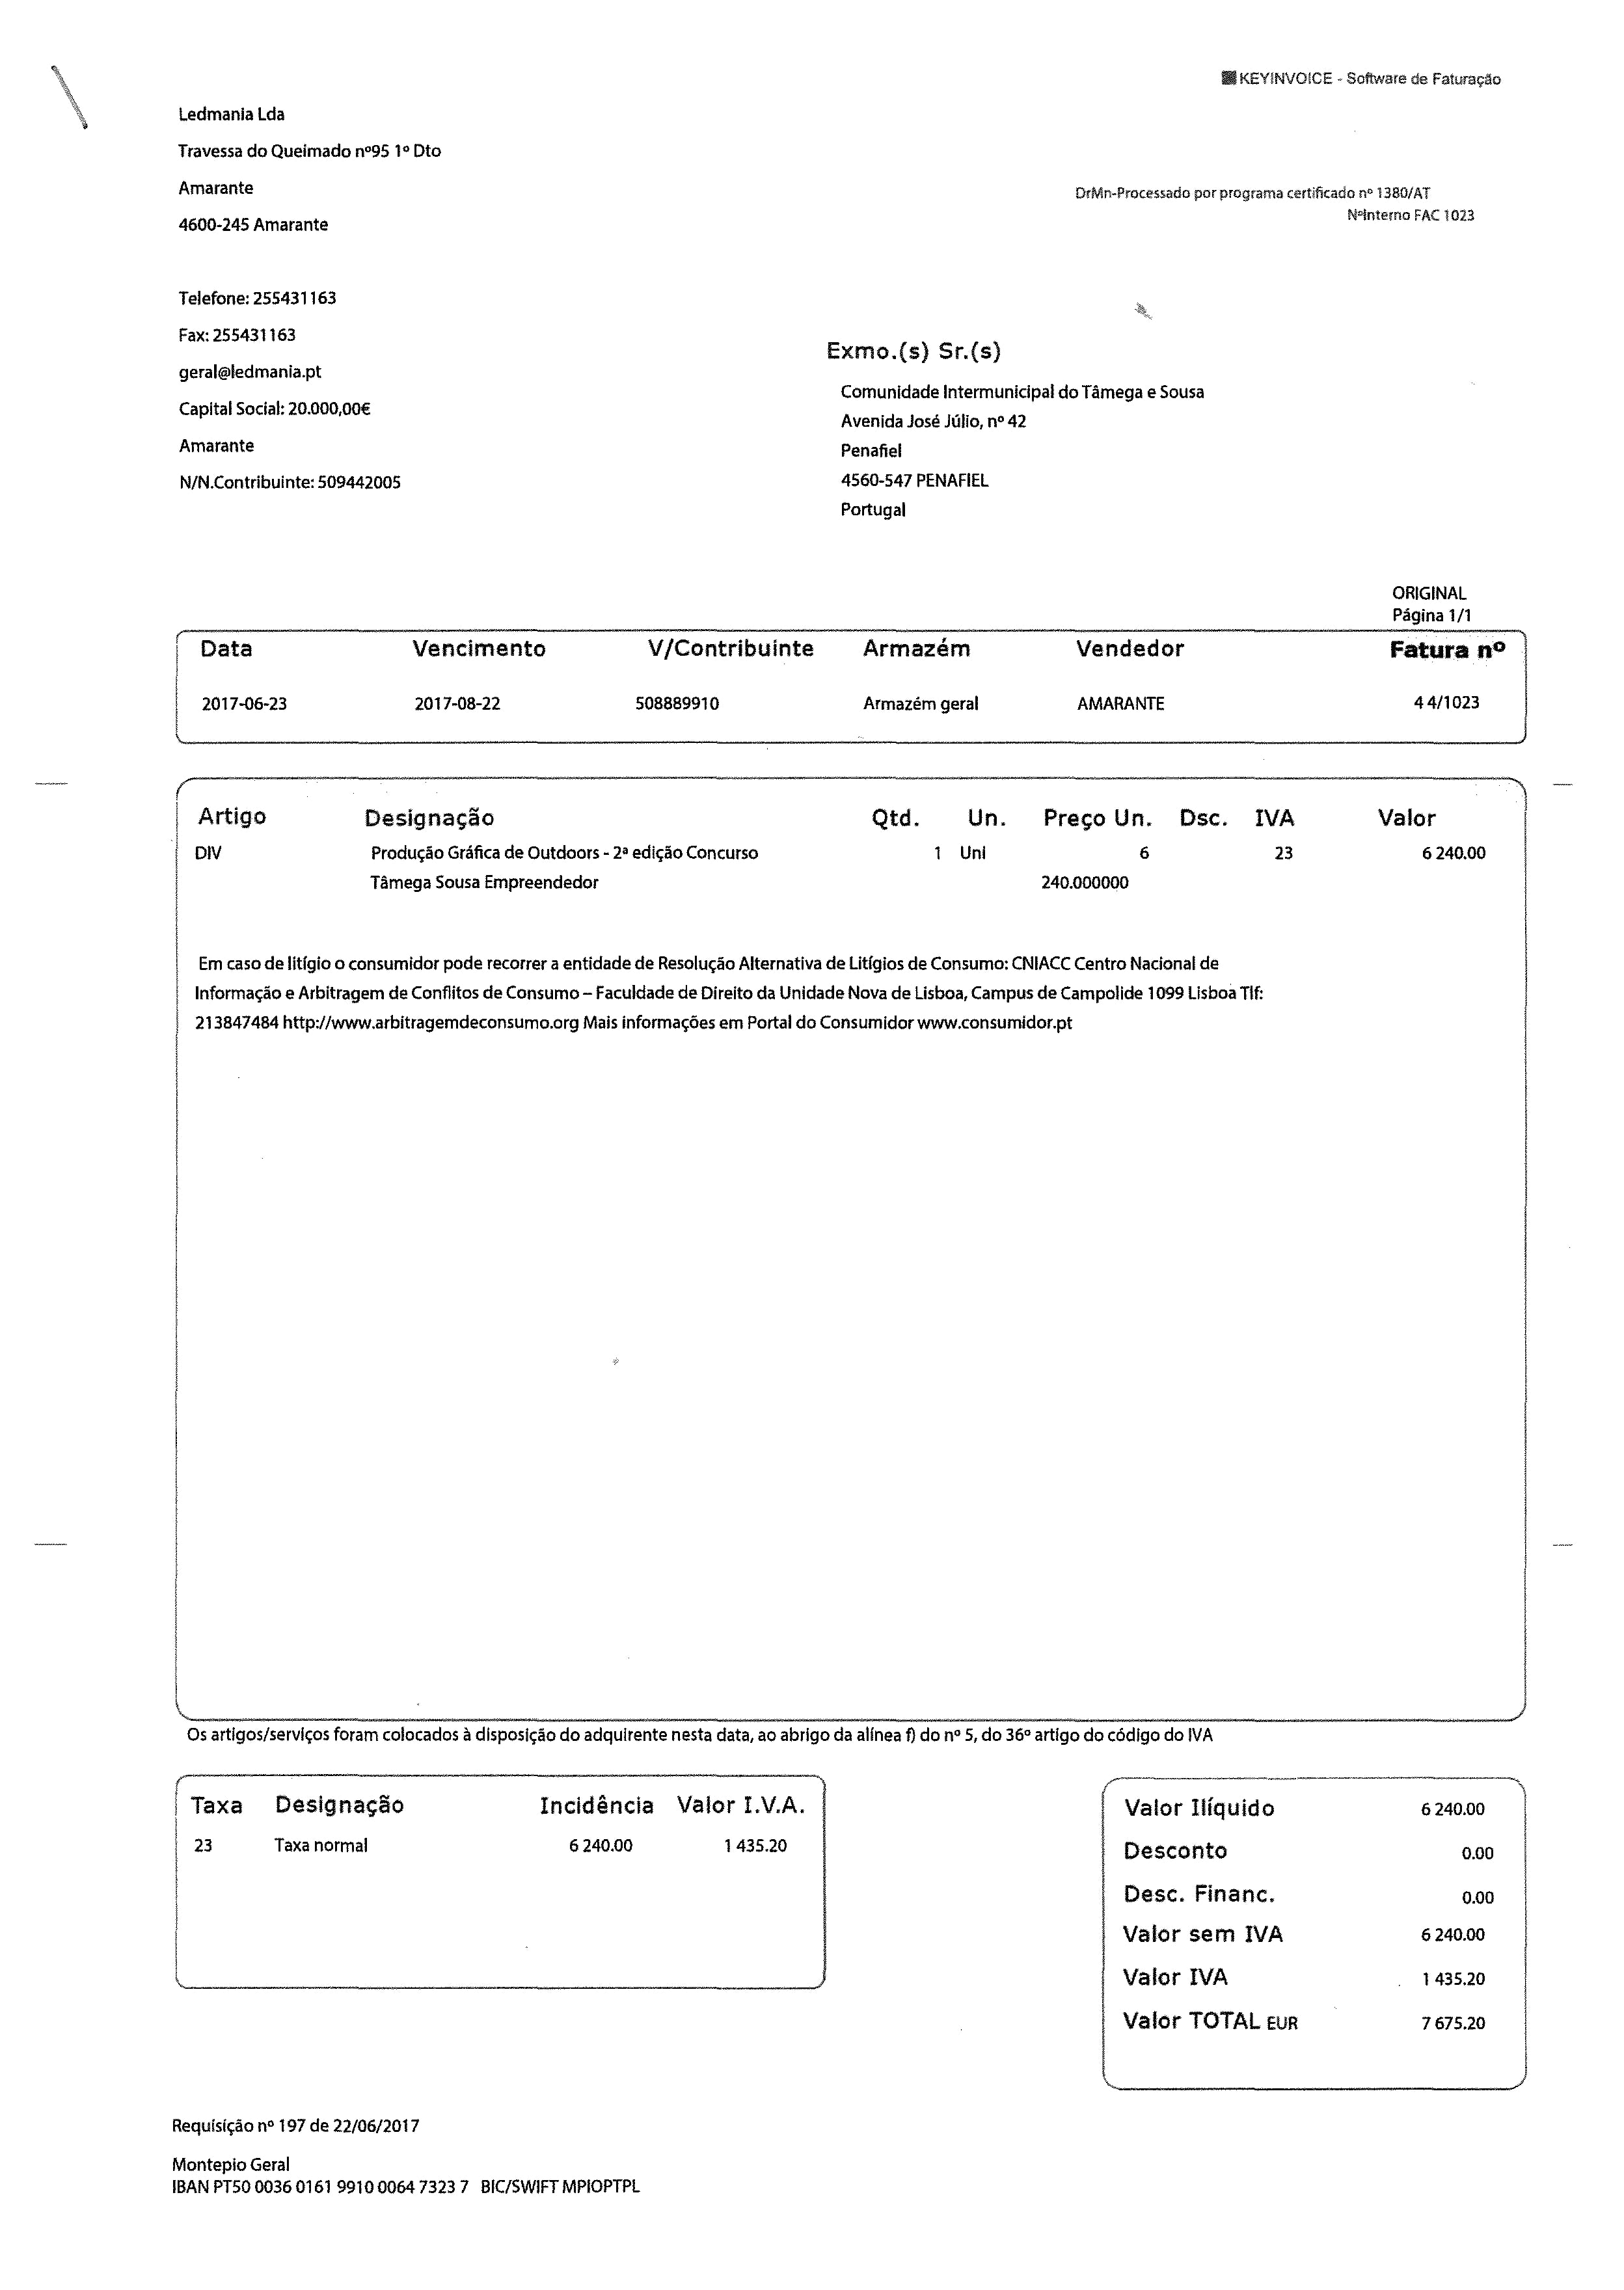 KEYINVOICE - Software de Faturação
Ledmania Lda
Travessa do Queimado nº95 1º Dto
Amarante
4600-245 Amarante
DrMn-Processado por programa certificado nº 1380/AT
NºInterno FAC 1023
Telefone: 255431163
Fax: 255431163
geral@ledmania.pt
Capital Social: 20.000,00€
Amarante
N/N.Contribuinte: 509442005
Exmo.(s) Sr.(s)
Comunidade Intermunicipal do Tâmega e Sousa
Avenida José Júlio, nº 42
Penafiel
4560-547 PENAFIEL
Portugal
ORIGINAL
Página 1/1
Data Vencimento V/Contribuinte Armazém Vendedor Fatura nº
2017-06-23 2017-08-22 508889910 Armazém geral AMARANTE 4 4/1023
Artigo Designação Qtd. Un. Preço Un. Dsc. IVA Valor
DIV Produção Gráfica de Outdoors - 2ª edição Concurso 1 Uni 6 23 6 240.00
Tâmega Sousa Empreendedor 240.000000
Em caso de litígio o consumidor pode recorrer a entidade de Resolução Alternativa de Litígios de Consumo: CNIACC Centro Nacional de
Informação e Arbitragem de Conflitos de Consumo – Faculdade de Direito da Unidade Nova de Lisboa, Campus de Campolide 1099 Lisboa Tlf:
213847484 http://www.arbitragemdeconsumo.org Mais informações em Portal do Consumidor www.consumidor.pt
Os artigos/serviços foram colocados à disposição do adquirente nesta data, ao abrigo da alínea f) do nº 5, do 36º artigo do código do IVA
Taxa Designação Incidência Valor I.V.A.
23 Taxa normal 6 240.00 1 435.20
Valor Ilíquido 6 240.00
Desconto 0.00
Desc. Financ. 0.00
Valor sem IVA 6 240.00
Valor IVA 1 435.20
Valor TOTAL EUR 7 675.20
Requisição nº 197 de 22/06/2017
Montepio Geral
IBAN PT50 0036 0161 9910 0064 7323 7 BIC/SWIFT MPIOPTPL